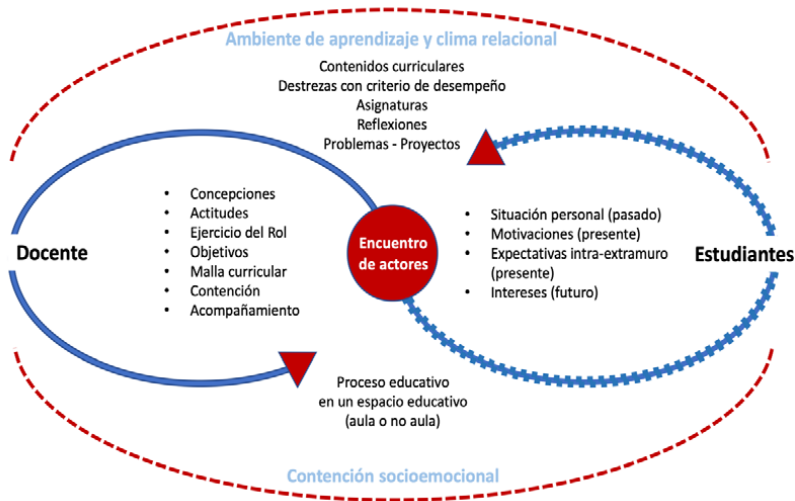 Ambiente de aprendizaje y clima relacional
Contenidos curriculares
Destrezas con criterio de desempeño
Asignaturas
Reflexiones
Problemas - Proyectos
Docente
• Concepciones
• Actitudes
• Ejercicio del Rol
• Objetivos
• Malla curricular
• Contención
• Acompañamiento
Encuentro
de actores
• Situación personal (pasado)
• Motivaciones (presente)
• Expectativas intra-extramuro
(presente)
• Intereses (futuro)
Estudiantes
Proceso educativo
en un espacio educativo
(aula o no aula)
Contención socioemocional